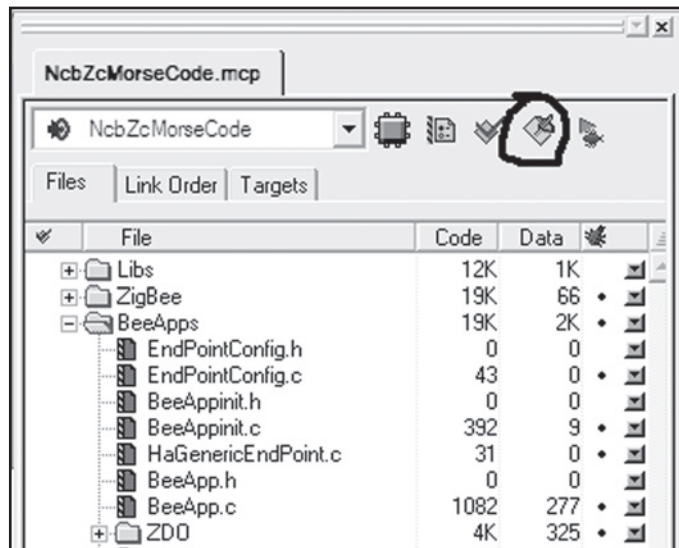 NcbZcMorseCode.mcp
NcbZcMorseCode
Files Link Order Targets
File Code Data
Libs 12K 1K
ZigBee 19K 66 •
BeeApps 19K 2K •
EndPointConfig.h 0 0
EndPointConfig.c 43 0 •
BeeAppinit.h 0 0
BeeAppinit.c 392 9 •
HaGenericEndPoint.c 31 0 •
BeeApp.h 0 0
BeeApp.c 1082 277 •
ZDO 4K 325 •